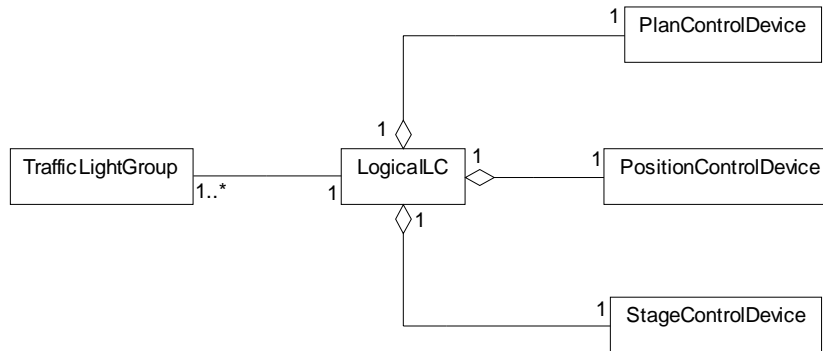 1
PlanControlDevice
1
TrafficLightGroup
LogicalLC
1
1
PositionControlDevice
1..*
1
1
1
StageControlDevice